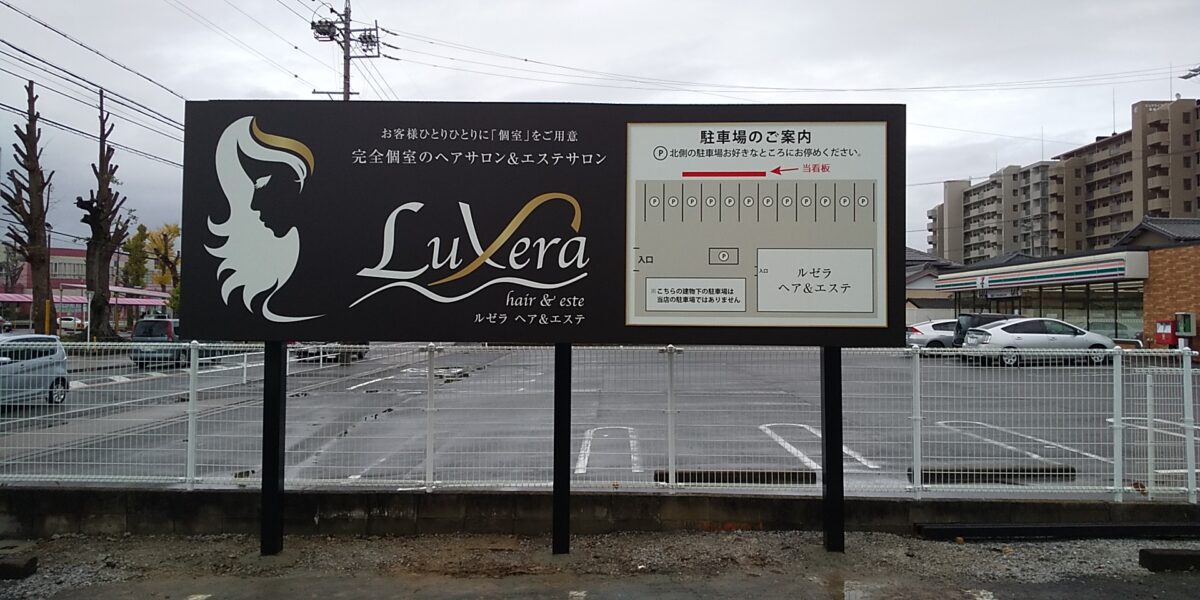 お客様ひとりひとりに「個室」をご用意
完全個室のヘアサロン&エステサロン
LuXera
hair & este
ルゼラ ヘア&エステ
駐車場のご案内
Ⓟ北側の駐車場お好きなところにお停めください。
当看板
P P P P P P P P P P P P
入口
P
入口
ルゼラ
ヘア&エステ
※こちらの建物下の駐車場は
当店の駐車場ではありません